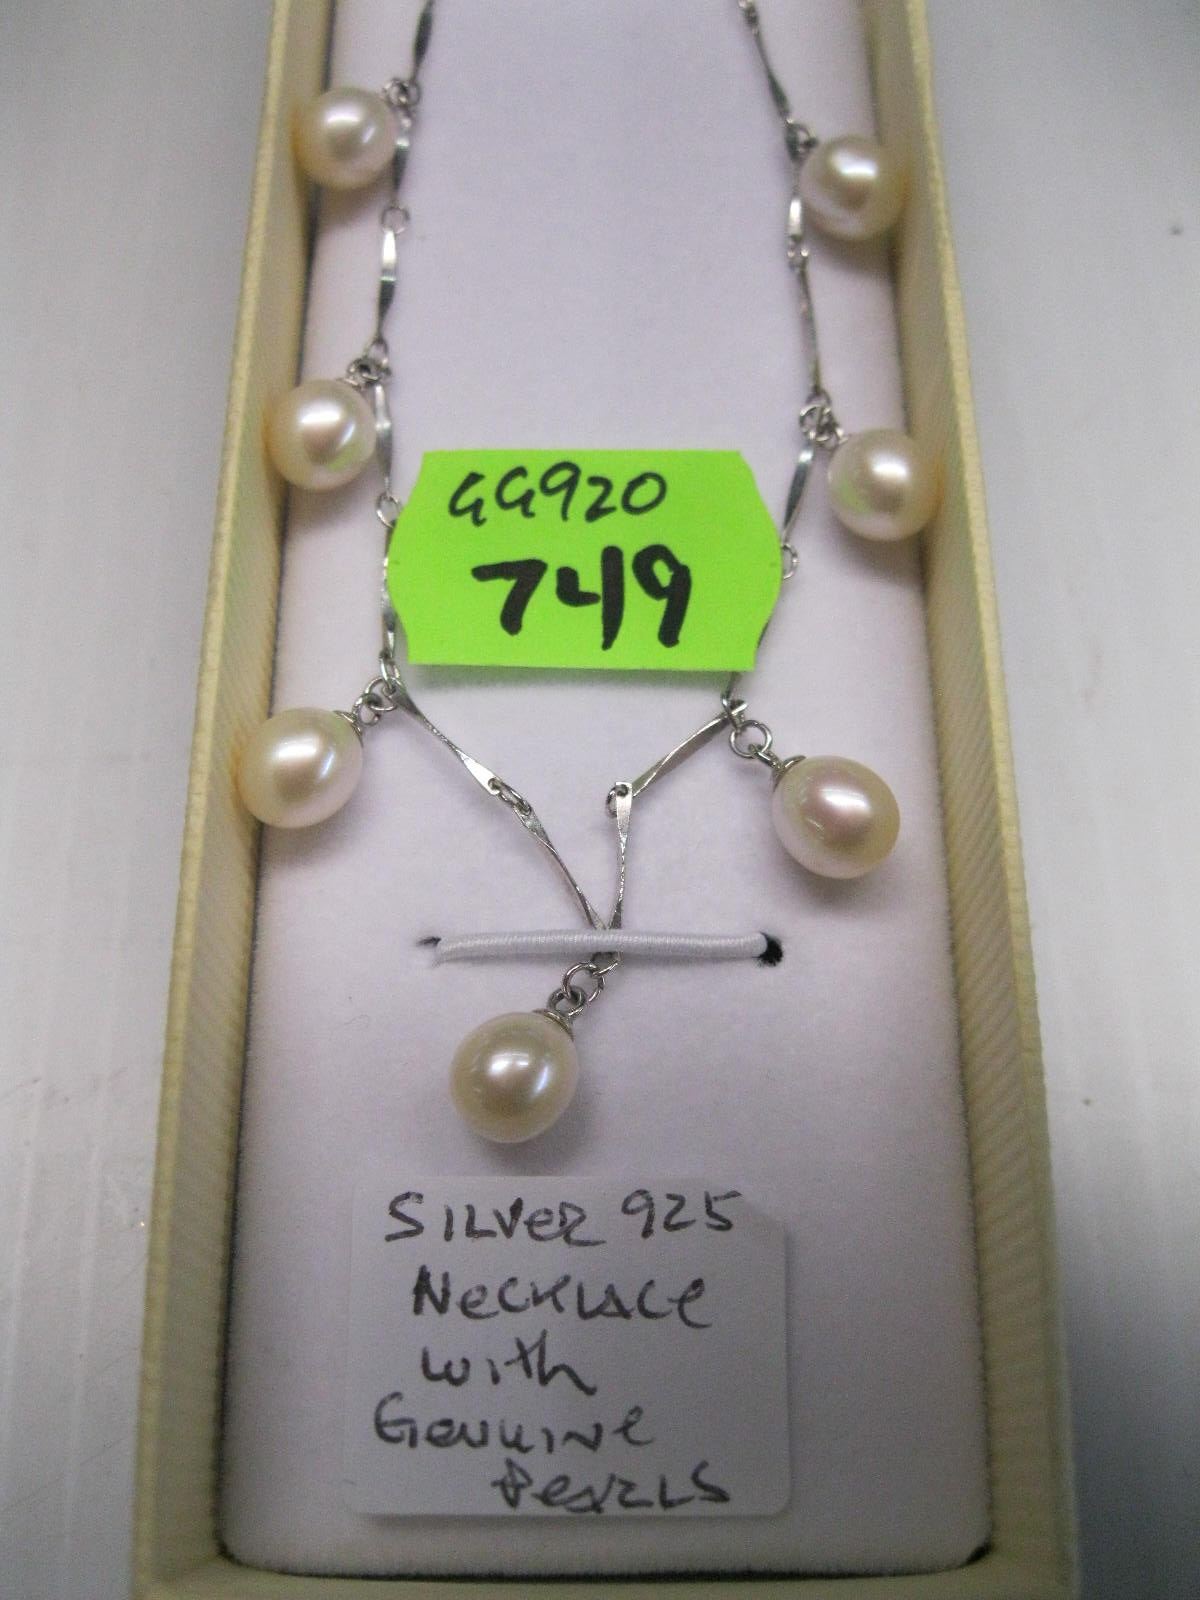 GG920
749
SILVER 925
NeCKLACe
with
GeNUINe
PeARLS